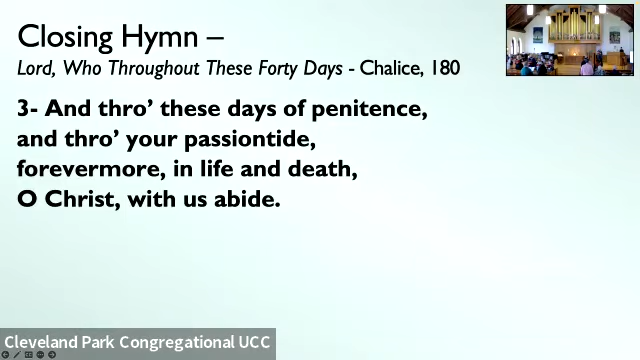 Closing Hymn –
Lord, Who Throughout These Forty Days - Chalice, 180
3- And thro’ these days of penitence,
and thro’ your passiontide,
forevermore, in life and death,
O Christ, with us abide.
Cleveland Park Congregational UCC